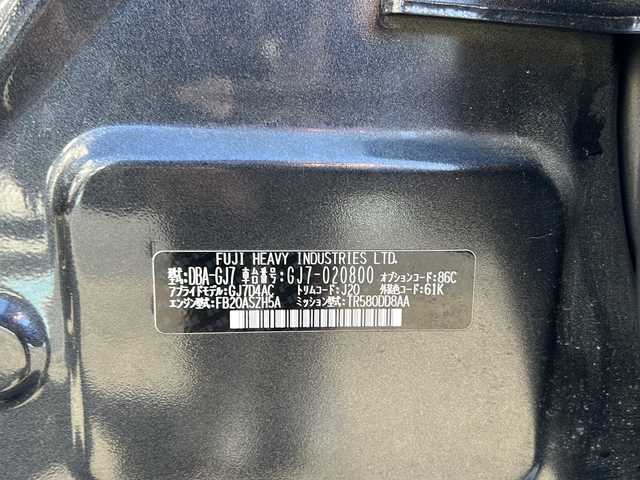 FUJI HEAVY INDUSTRIES LTD.
型式:DBA-GJ7 車台番号:GJ7-020800 オプションコード:86C
アプライドモデル:GJ7D4AC トリムコード:J20 外装色コード:61K
エンジン型式:FB20ASZH5A ミッション型式:TR580DD8AA